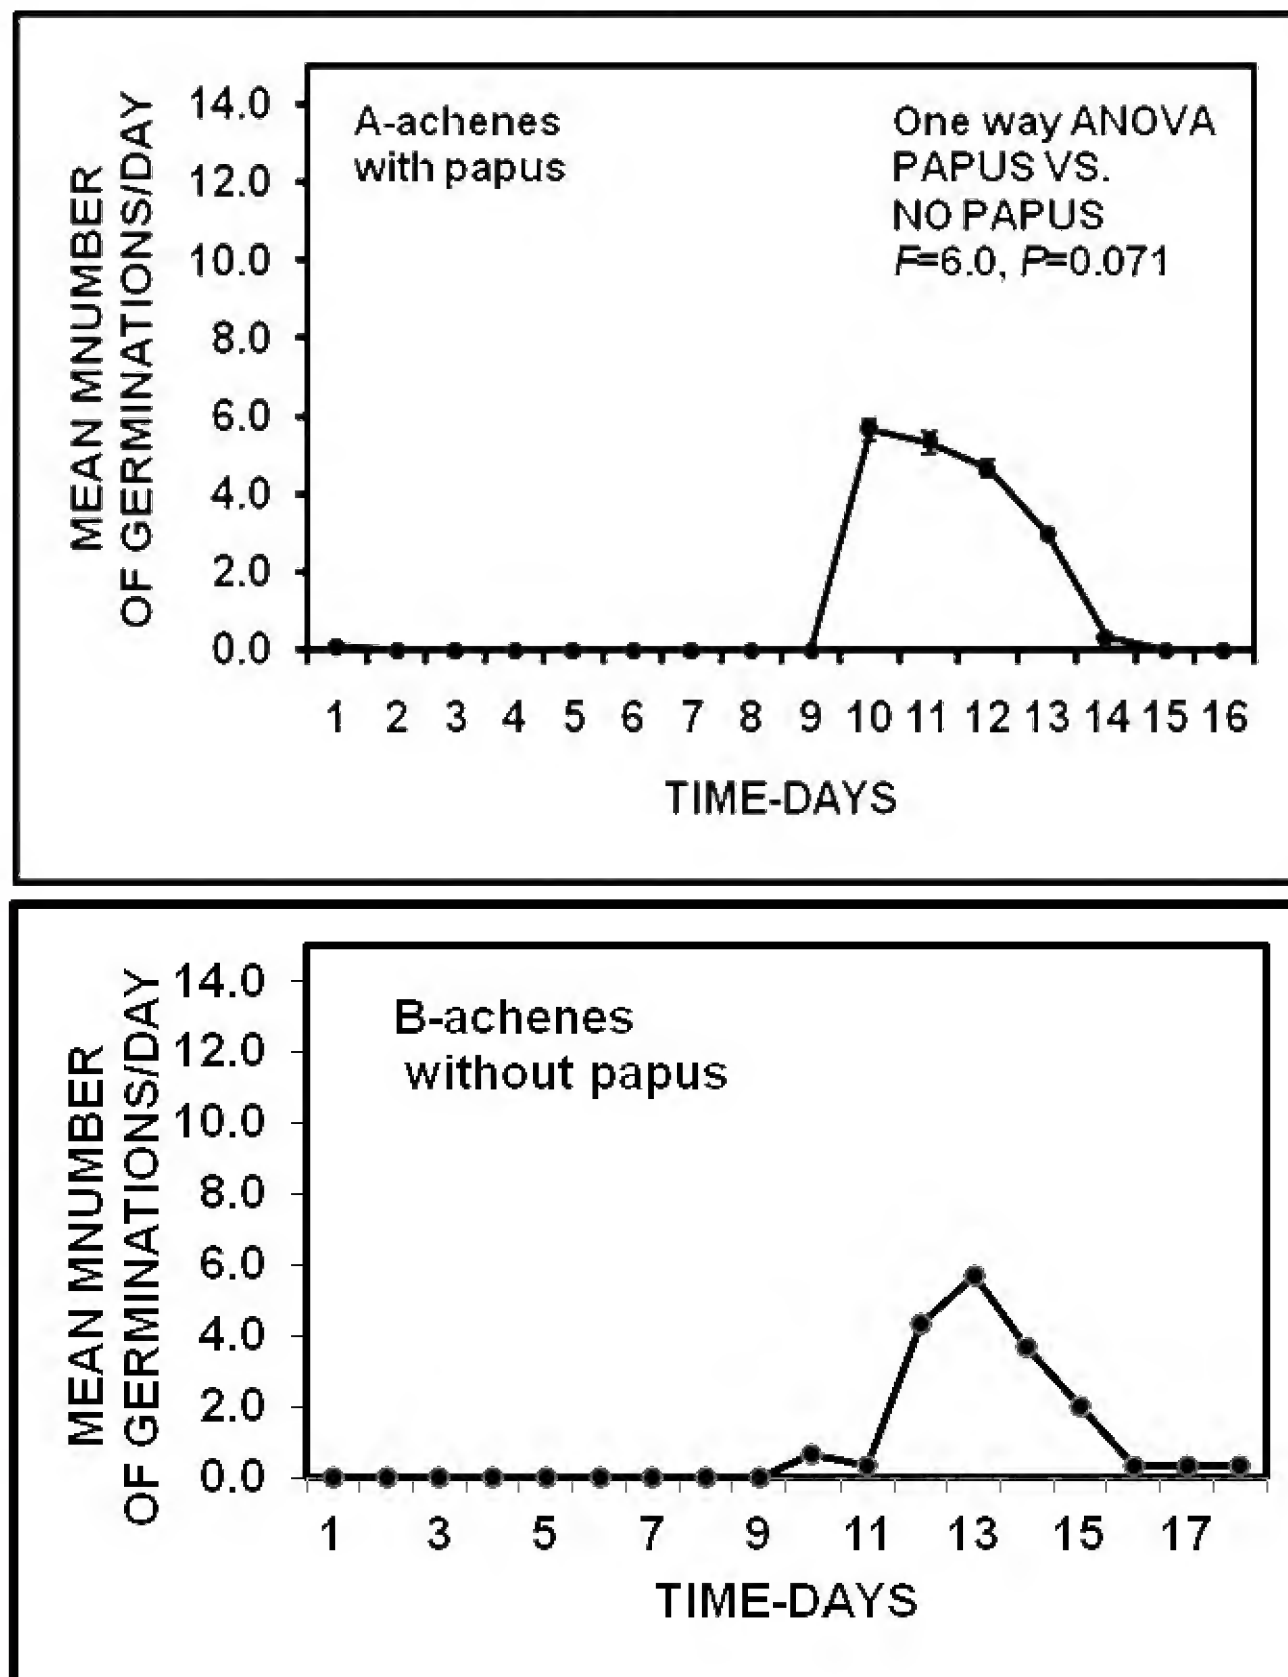 MEAN MNUMBER
OF GERMINATIONS/DAY
14.0
12.0
10.0
8.0
6.0
4.0
2.0
0.0
A-achenes
with papus
One way ANOVA
PAPUS VS.
NO PAPUS
F=6.0, P=0.071
1 2 3 4 5 6 7 8 9 10 11 12 13 14 15 16
TIME-DAYS
MEAN MNUMBER
OF GERMINATIONS/DAY
14.0
12.0
10.0
8.0
6.0
4.0
2.0
0.0
B-achenes
without papus
1 3 5 7 9 11 13 15 17
TIME-DAYS